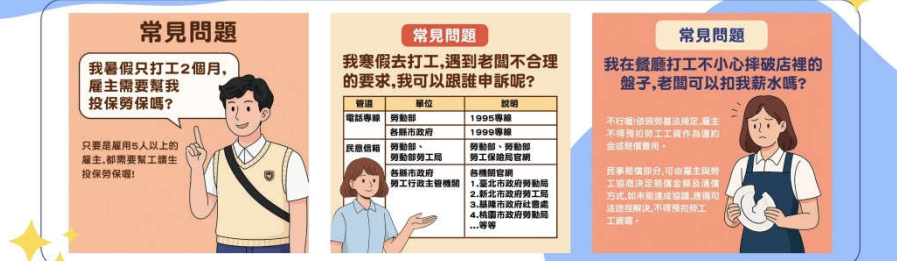 常見問題
我暑假只打工2個月,
雇主需要幫我
投保勞保嗎?
只要是雇用5人以上的
雇主,都需要幫工讀生
投保勞保喔!
常見問題
我寒假去打工,遇到老闆不合理
的要求,我可以跟誰申訴呢?
管道 單位 說明
電話專線 勞動部 1995專線
各縣市政府 1999專線
民意信箱 勞動部、 勞動部、勞動部
勞動部勞工局 勞工保險局官網
各縣市政府 各機關官網
勞工行政主管機關 1.臺北市政府勞動局
2.新北市政府勞工局
3.基隆市政府社會處
4.桃園市政府勞動局
...等等
常見問題
我在餐廳打工不小心摔破店裡的
盤子,老闆可以扣我薪水嗎?
不行喔!依照勞基法規定,雇主
不得預扣勞工工資作為違約
金或賠償費用。
民事賠償部分,可由雇主與勞
工協商決定賠償金額及清償
方式,如未能達成協議,應循司
法途徑解決,不得預扣勞工
工資喔。